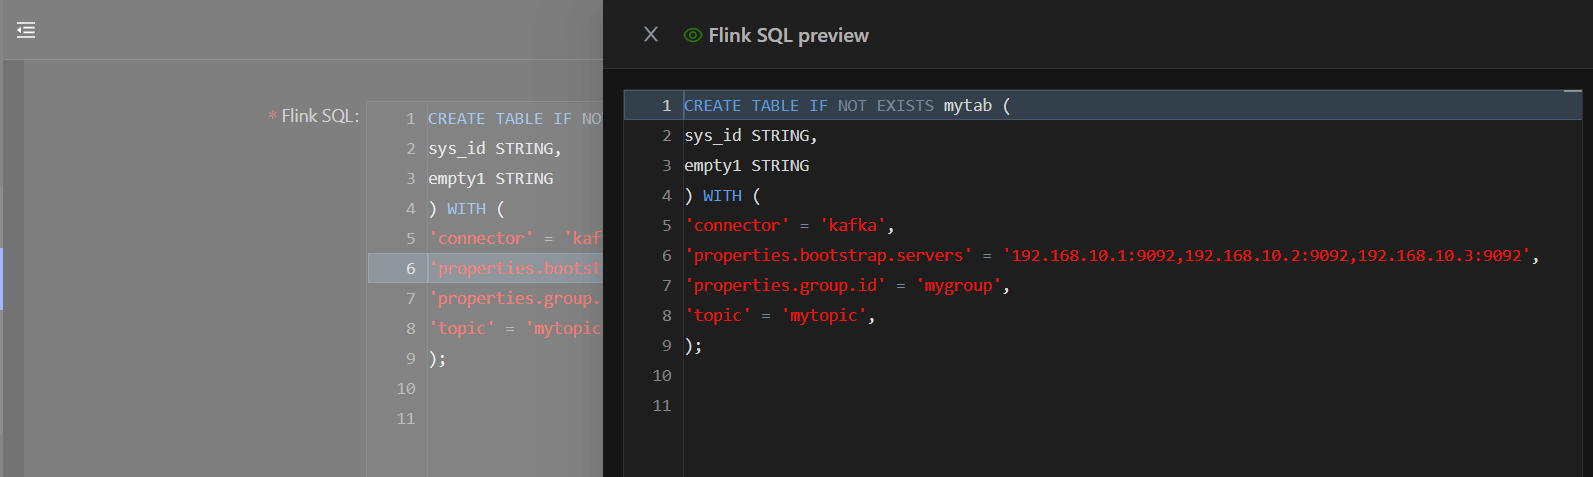 Flink SQL preview
* Flink SQL:
1 CREATE TABLE IF NO
2 sys_id STRING,
3 empty1 STRING
4 ) WITH (
5 'connector' = 'kaf
6 'properties.bootst
7 'properties.group.
8 'topic' = 'mytopic
9 );
10
11
1 CREATE TABLE IF NOT EXISTS mytab (
2 sys_id STRING,
3 empty1 STRING
4 ) WITH (
5 'connector' = 'kafka',
6 'properties.bootstrap.servers' = '192.168.10.1:9092,192.168.10.2:9092,192.168.10.3:9092',
7 'properties.group.id' = 'mygroup',
8 'topic' = 'mytopic',
9 );
10
11